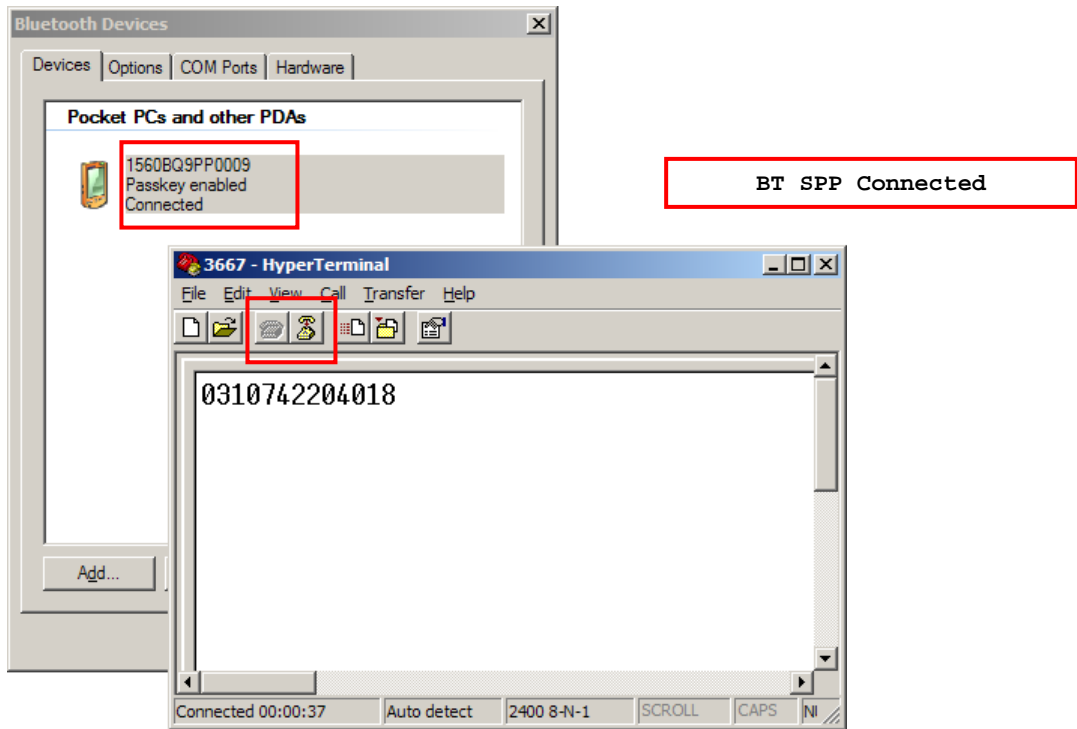 Bluetooth Devices
Devices Options COM Ports Hardware
Pocket PCs and other PDAs
1560BQ9PP0009
Passkey enabled
Connected
BT SPP Connected
3667 - HyperTerminal
File Edit View Call Transfer Help
0310742204018
Add...
Connected 00:00:37 Auto detect 2400 8-N-1 SCROLL CAPS